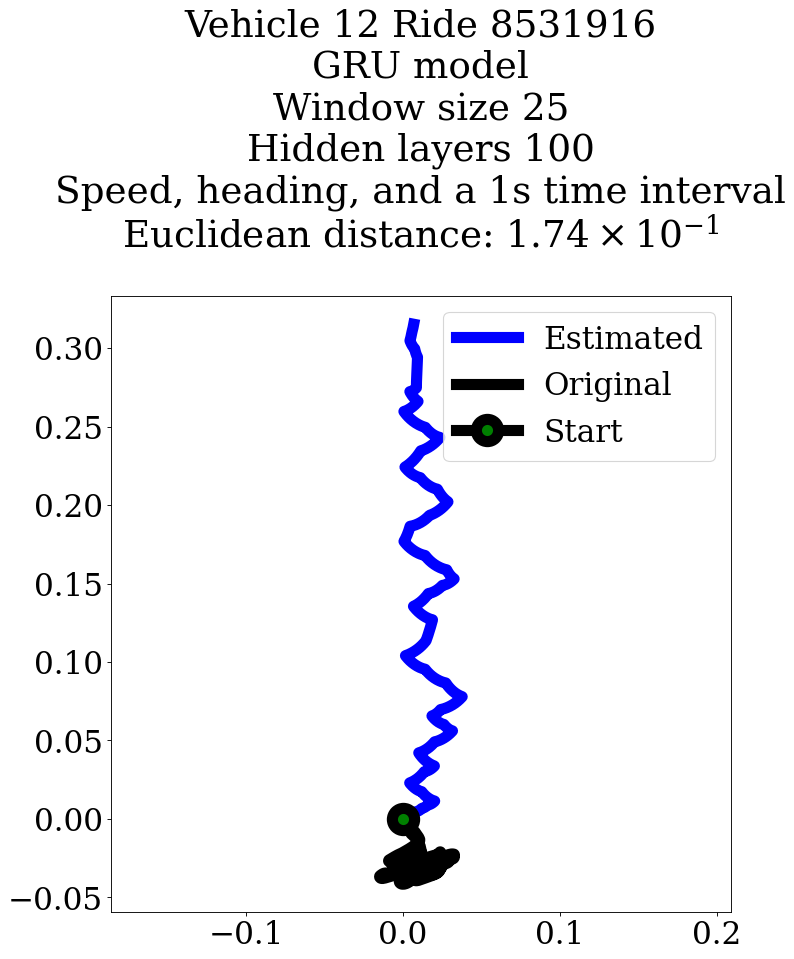 Vehicle 12 Ride 8531916
GRU model
Window size 25
Hidden layers 100
Speed, heading, and a 1s time interval
Euclidean distance: 1.74 × 10⁻¹
Estimated
Original
Start
0.30
0.25
0.20
0.15
0.10
0.05
0.00
−0.05
−0.1
0.0
0.1
0.2